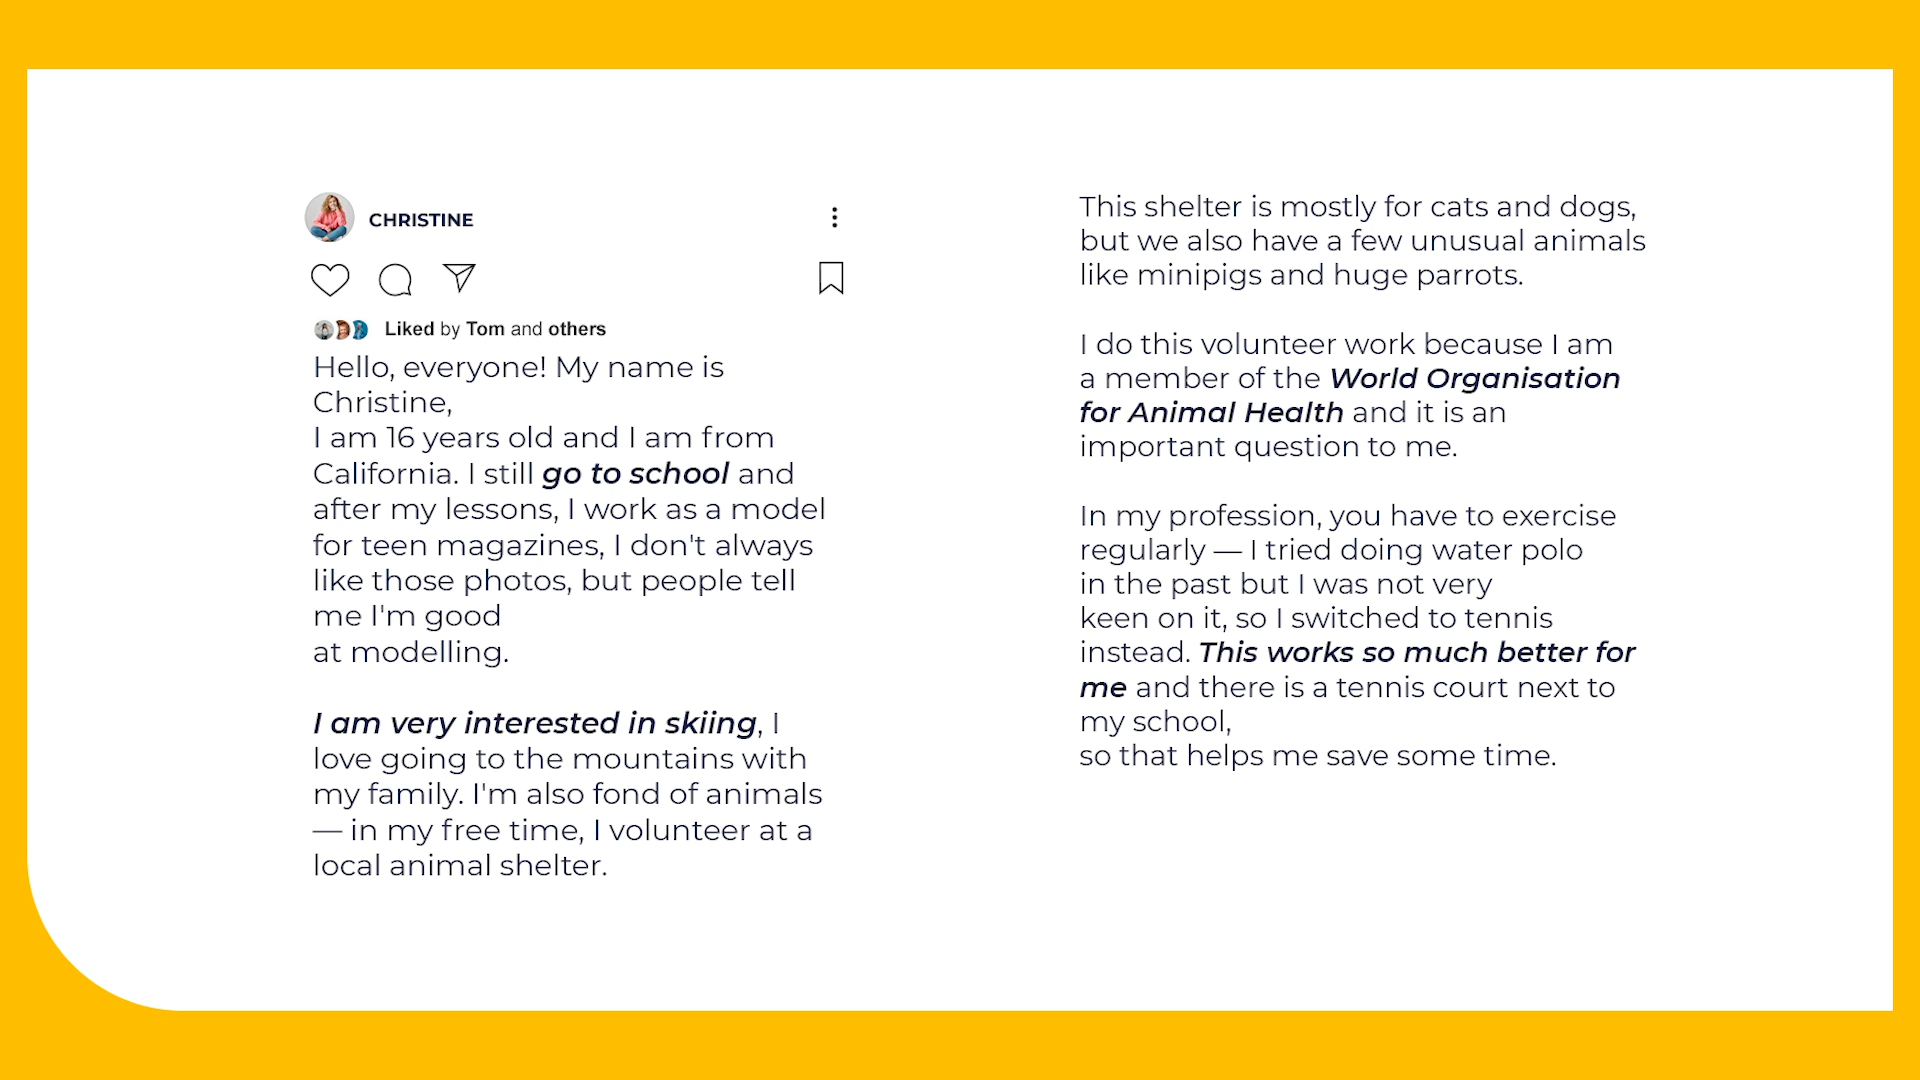 CHRISTINE
Liked by Tom and others
Hello, everyone! My name is
Christine,
I am 16 years old and I am from
California. I still go to school and
after my lessons, I work as a model
for teen magazines, I don't always
like those photos, but people tell
me I'm good
at modelling.
I am very interested in skiing, I
love going to the mountains with
my family. I'm also fond of animals
— in my free time, I volunteer at a
local animal shelter.
This shelter is mostly for cats and dogs,
but we also have a few unusual animals
like minipigs and huge parrots.
I do this volunteer work because I am
a member of the World Organisation
for Animal Health and it is an
important question to me.
In my profession, you have to exercise
regularly — I tried doing water polo
in the past but I was not very
keen on it, so I switched to tennis
instead. This works so much better for
me and there is a tennis court next to
my school,
so that helps me save some time.